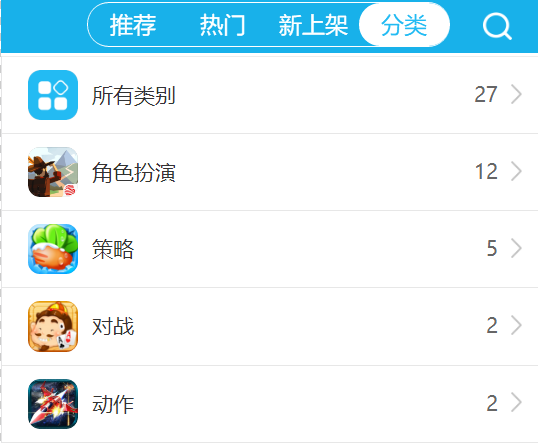 推荐 热门 新上架 分类
所有类别 27
角色扮演 12
策略 5
对战 2
动作 2